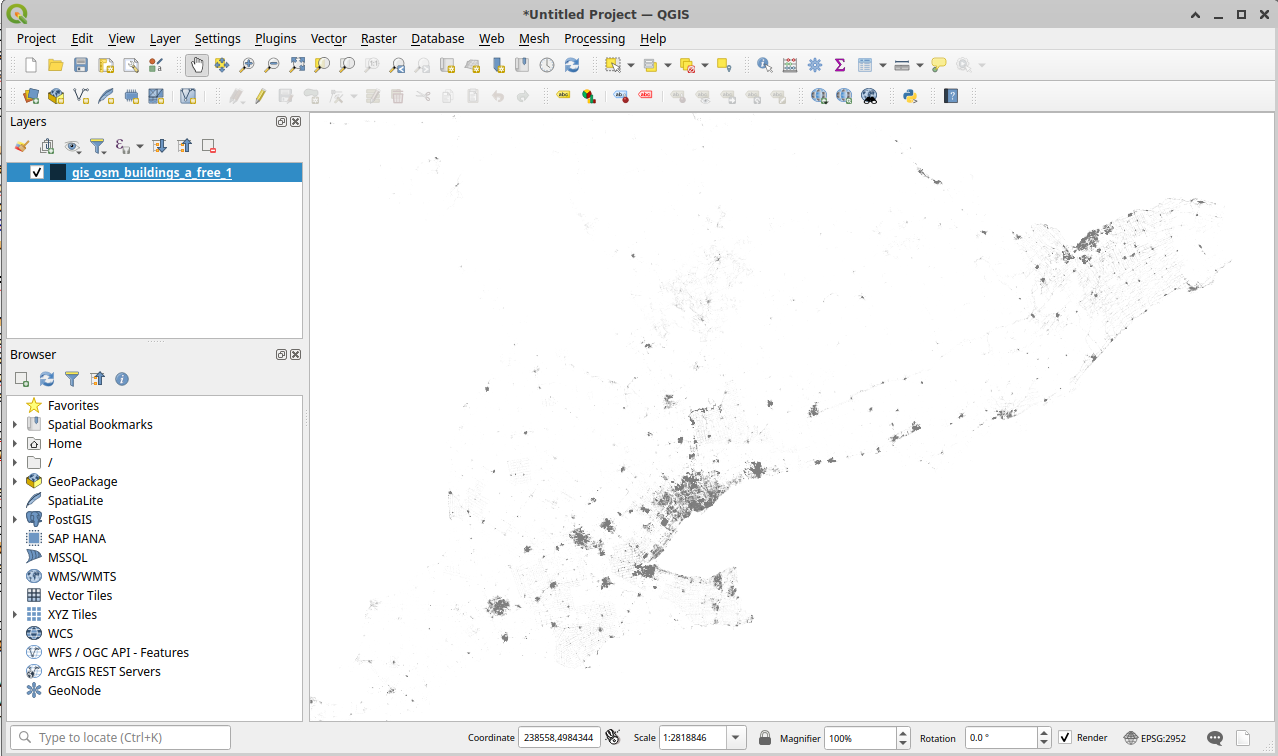 *Untitled Project — QGIS
Project Edit View Layer Settings Plugins Vector Raster Database Web Mesh Processing Help
Layers
gis_osm_buildings_a_free_1
Browser
Favorites
Spatial Bookmarks
Home
/
GeoPackage
SpatiaLite
PostGIS
SAP HANA
MSSQL
WMS/WMTS
Vector Tiles
XYZ Tiles
WCS
WFS / OGC API - Features
ArcGIS REST Servers
GeoNode
Type to locate (Ctrl+K) Coordinate 238558,4984344 Scale 1:2818846 Magnifier 100% Rotation 0.0 ° Render EPSG:2952